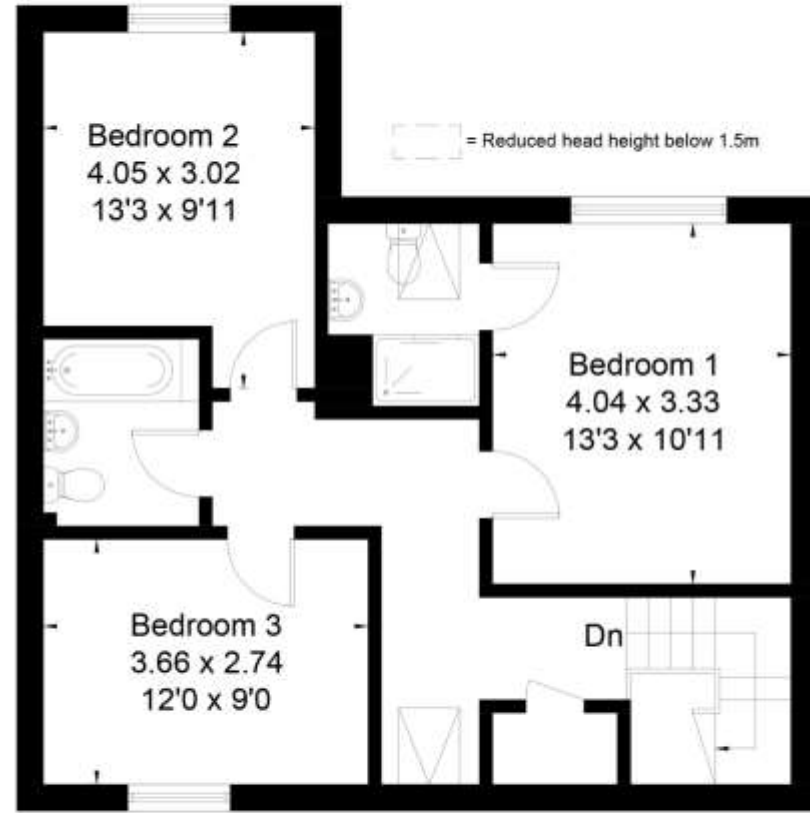 Bedroom 2
4.05 x 3.02
13'3 x 9'11
= Reduced head height below 1.5m
Bedroom 1
4.04 x 3.33
13'3 x 10'11
Bedroom 3
3.66 x 2.74
12'0 x 9'0
Dn